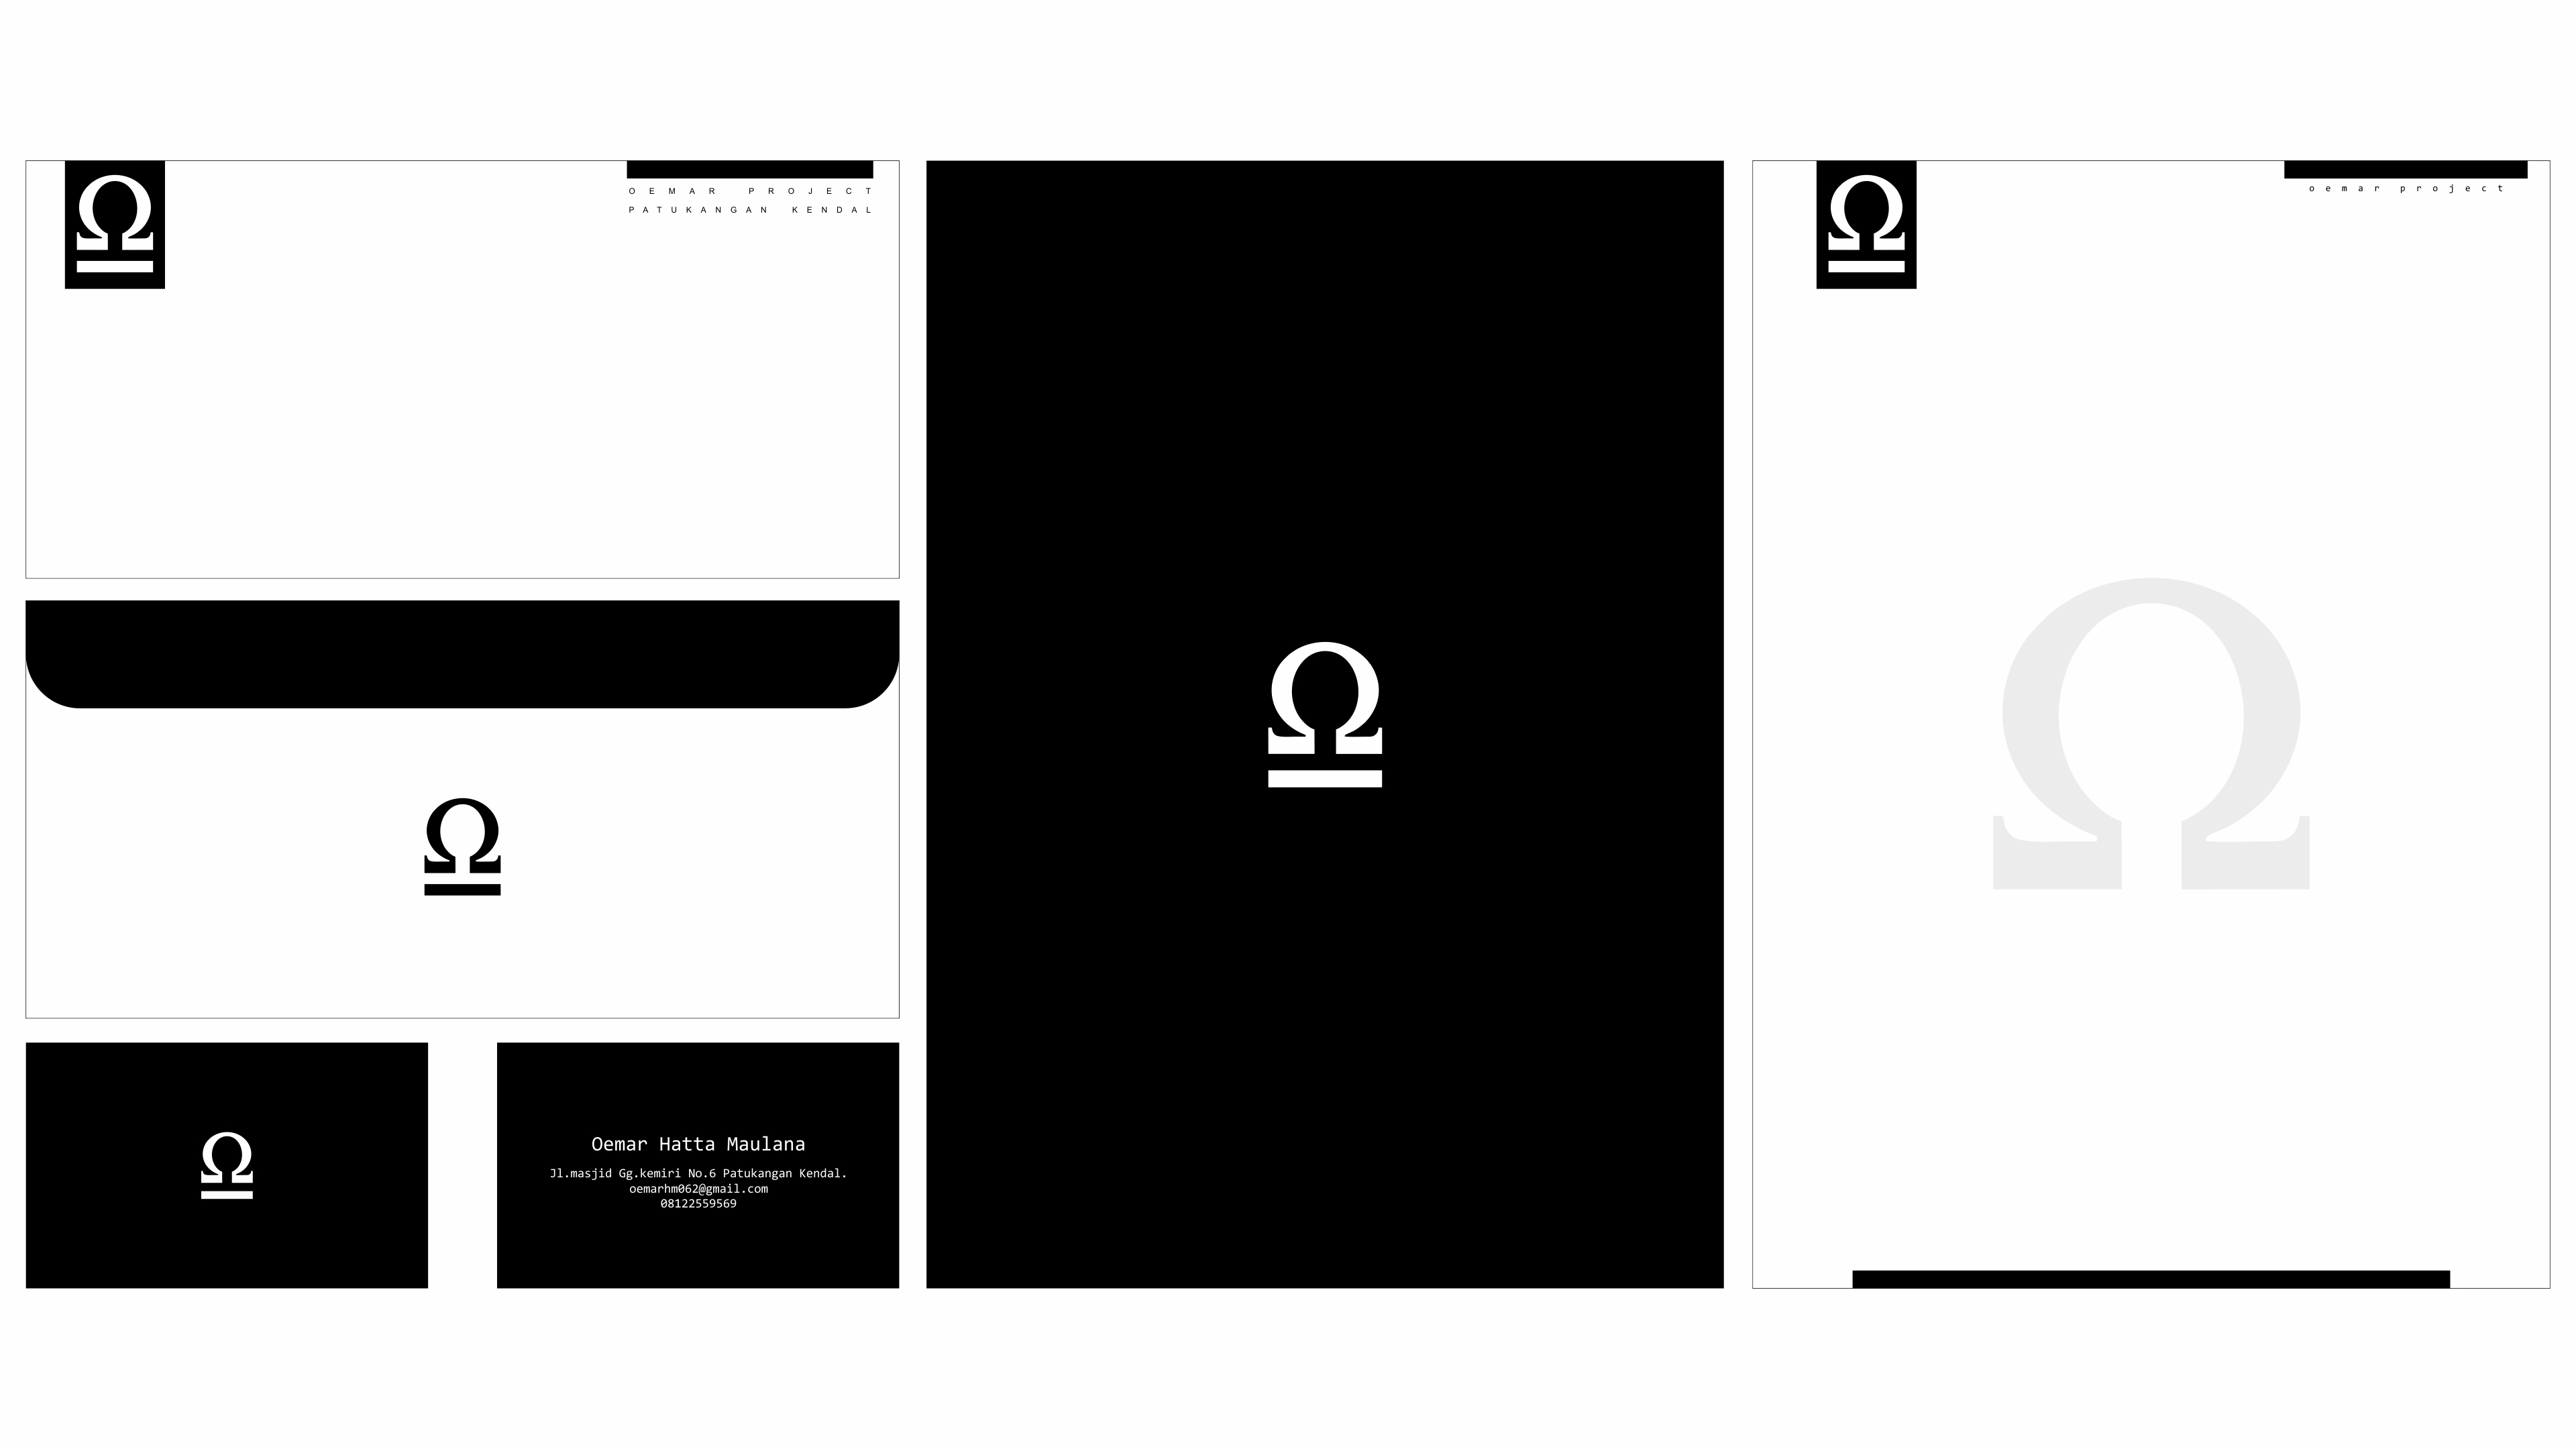 OEMAR PROJECT
PATUKANGAN KENDAL
Oemar Hatta Maulana
Jl.masjid Gg.kemiri No.6 Patukangan Kendal.
oemarhm062@gmail.com
08122559569
oemar project